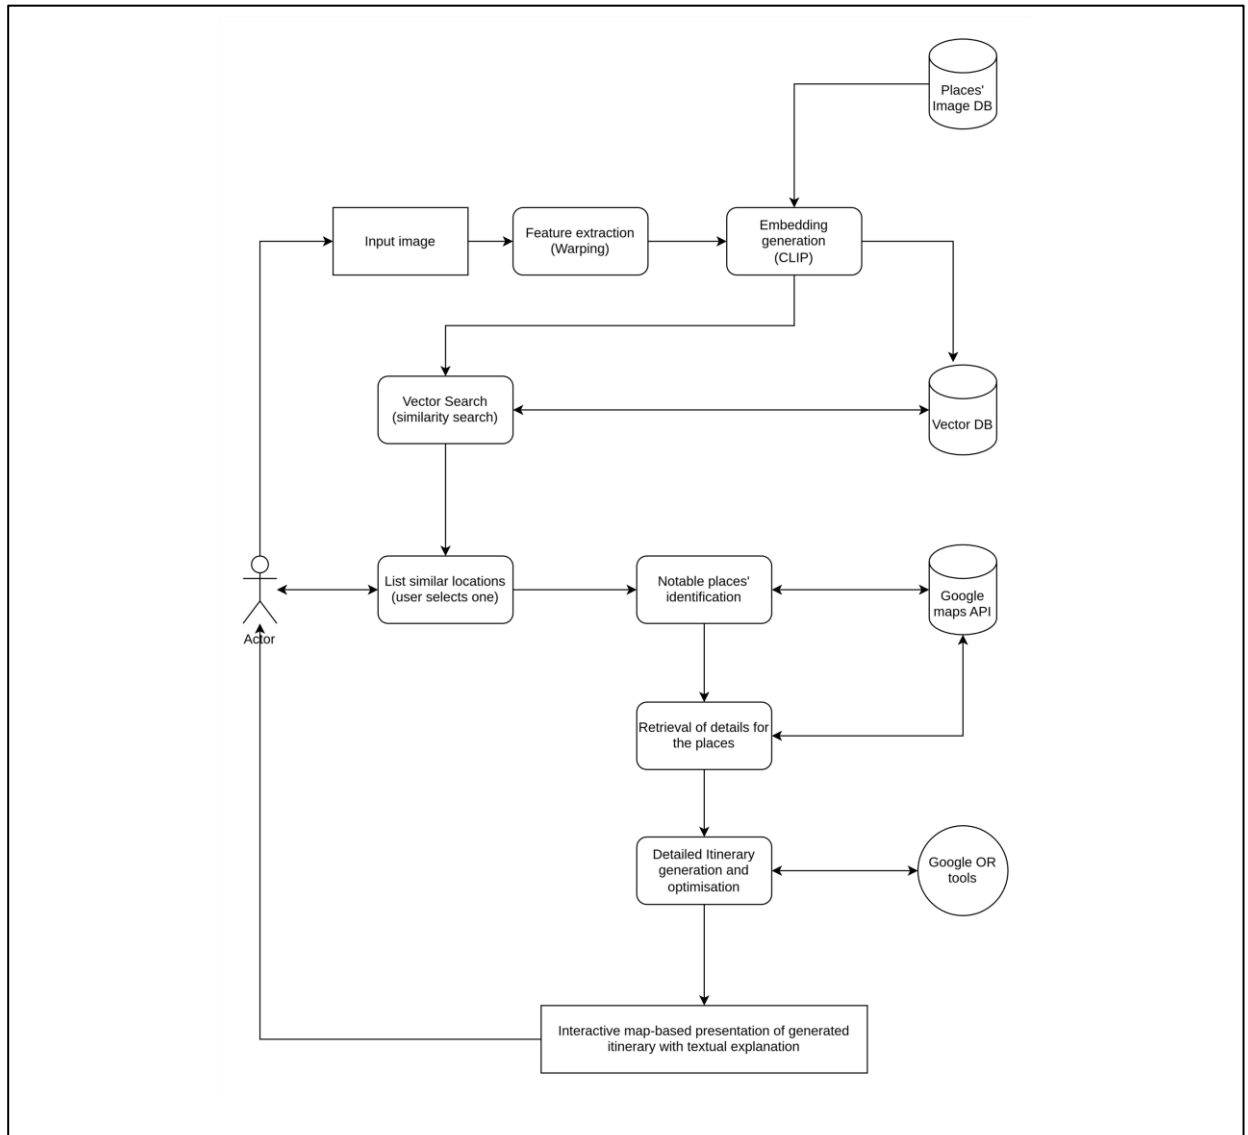 Places'
Image DB
Input image
Feature extraction
(Warping)
Embedding
generation
(CLIP)
Vector Search
(similarity search)
Vector DB
Actor
List similar locations
(user selects one)
Notable places'
identification
Google
maps API
Retrieval of details for
the places
Detailed Itinerary
generation and
optimisation
Google OR
tools
Interactive map-based presentation of generated
itinerary with textual explanation